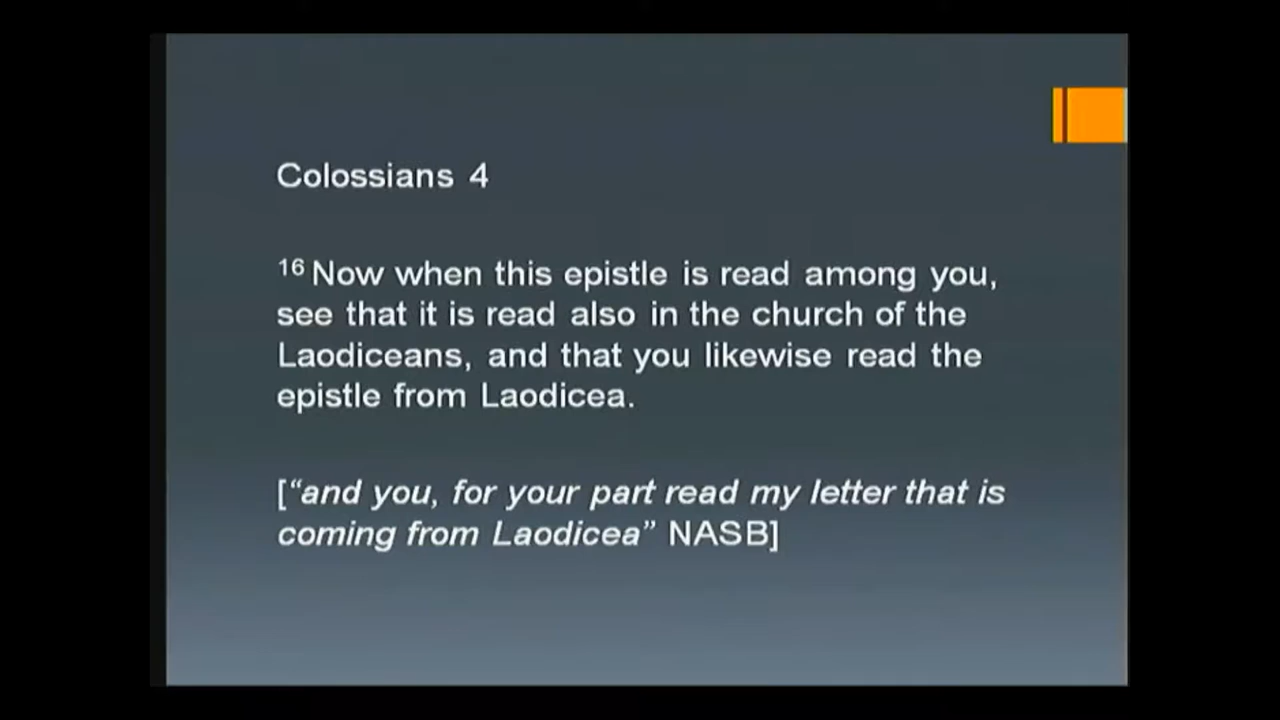 Colossians 4
16 Now when this epistle is read among you,
see that it is read also in the church of the
Laodiceans, and that you likewise read the
epistle from Laodicea.
[“and you, for your part read my letter that is
coming from Laodicea” NASB]